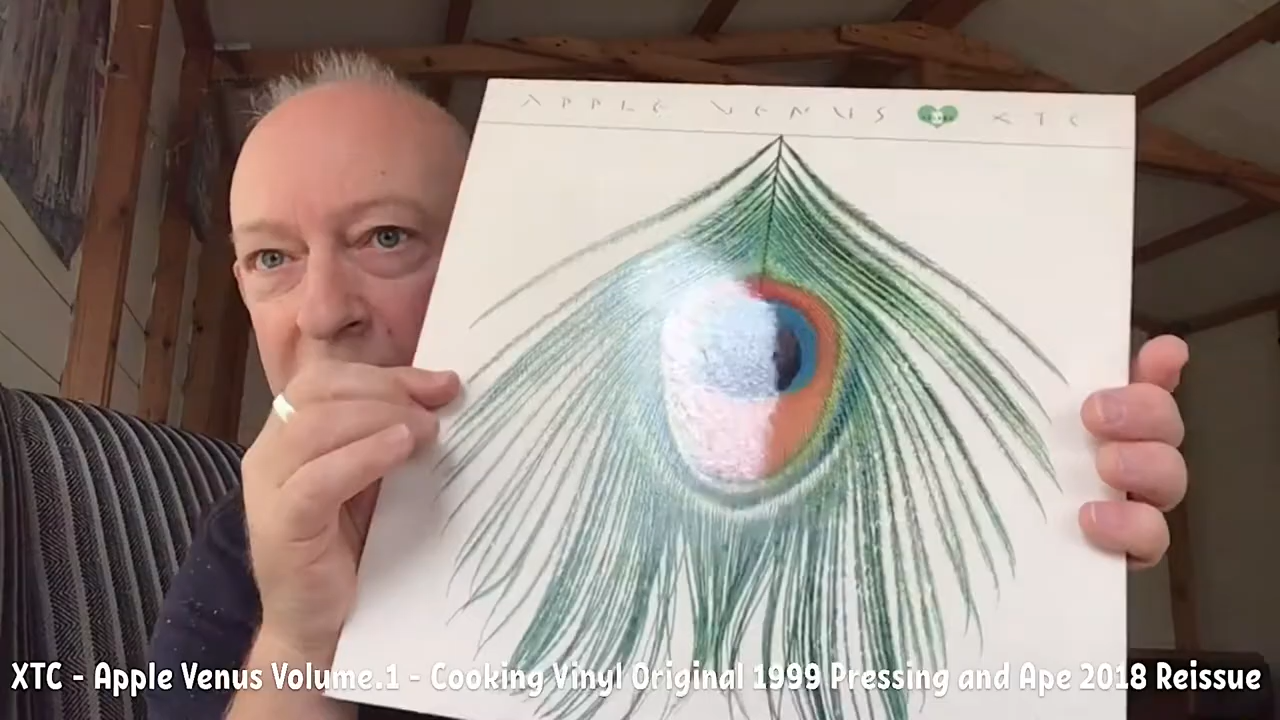 APPLE VENUS XTC
XTC - Apple Venus Volume.1 - Cooking Vinyl Original 1999 Pressing and Ape 2018 Reissue